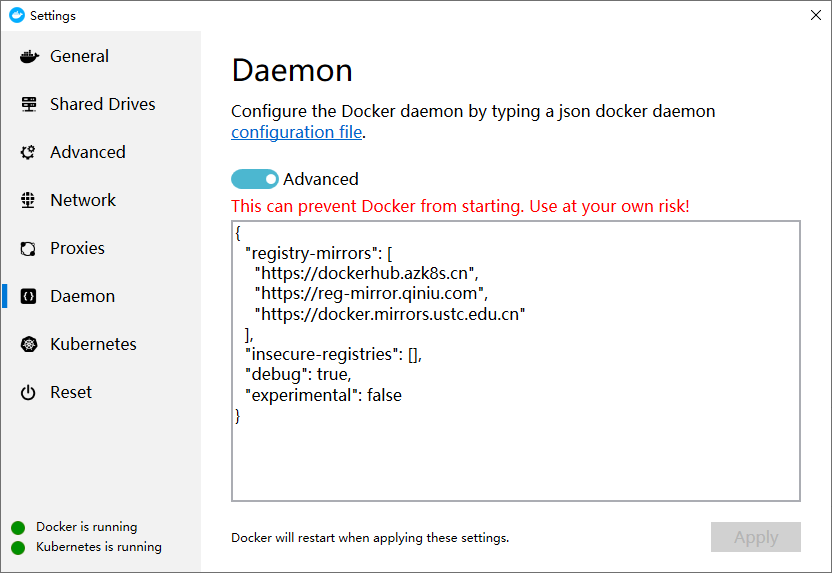 Settings
General
Shared Drives
Advanced
Network
Proxies
Daemon
Kubernetes
Reset
Docker is running
Kubernetes is running
Daemon
Configure the Docker daemon by typing a json docker daemon
configuration file.
Advanced
This can prevent Docker from starting. Use at your own risk!
{
  "registry-mirrors": [
    "https://dockerhub.azk8s.cn",
    "https://reg-mirror.qiniu.com",
    "https://docker.mirrors.ustc.edu.cn"
  ],
  "insecure-registries": [],
  "debug": true,
  "experimental": false
}
Docker will restart when applying these settings.
Apply